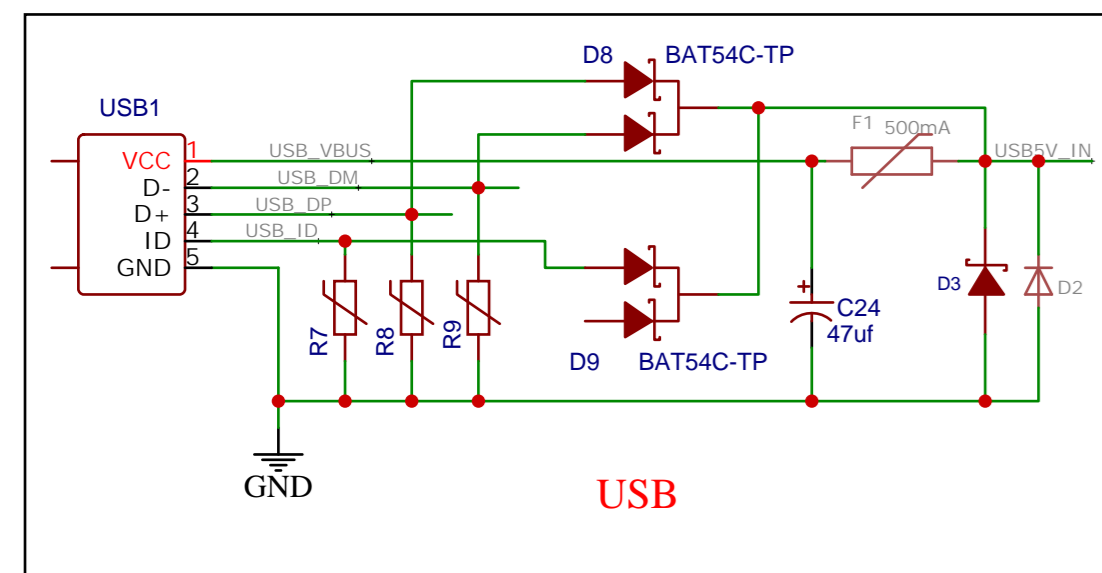 D8 BAT54C-TP
USB1
F1 500mA
VCC 1 USB_VBUS
USB5V_IN
D- 2 USB_DM
D+ 3 USB_DP
ID 4 USB_ID
GND 5
D3
D2
+
C24
47uf
R7 R8 R9
D9 BAT54C-TP
GND
USB